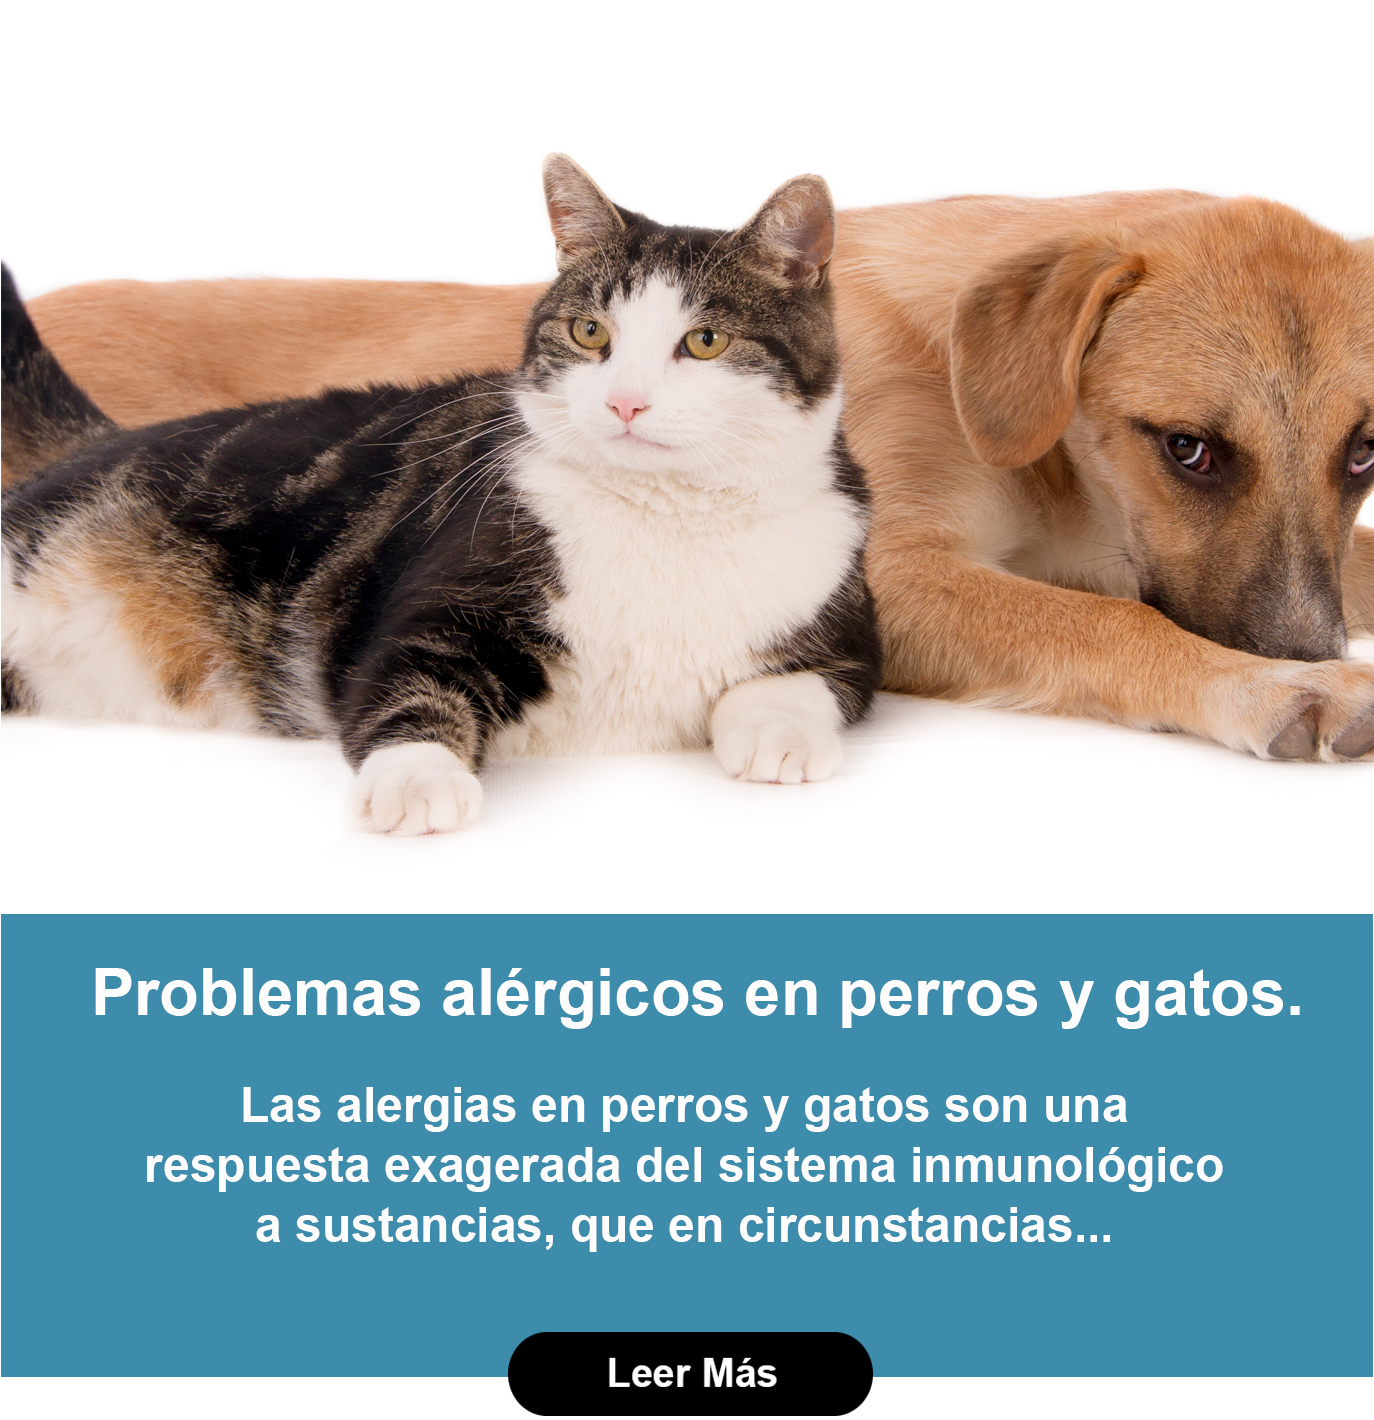 Problemas alérgicos en perros y gatos.
Las alergias en perros y gatos son una
respuesta exagerada del sistema inmunológico
a sustancias, que en circunstancias...
Leer Más